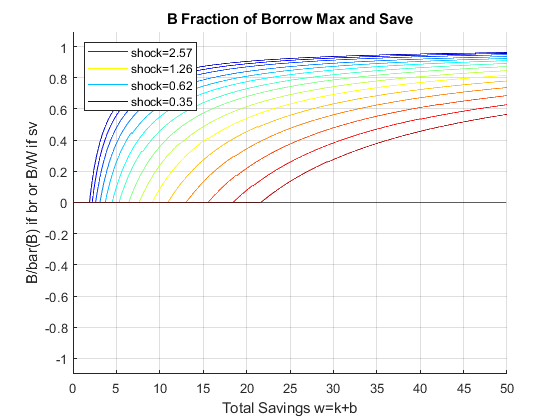 B Fraction of Borrow Max and Save
shock=2.57
shock=1.26
shock=0.62
shock=0.35
B/bar(B) if br or B/W if sv
1
0.8
0.6
0.4
0.2
0
-0.2
-0.4
-0.6
-0.8
-1
0 5 10 15 20 25 30 35 40 45 50
Total Savings w=k+b